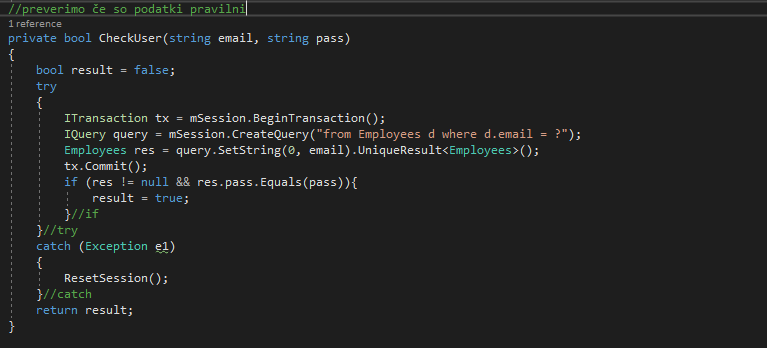 //preverimo če so podatki pravilni
1 reference
private bool CheckUser(string email, string pass)
{
    bool result = false;
    try
    {
        ITransaction tx = mSession.BeginTransaction();
        IQuery query = mSession.CreateQuery("from Employees d where d.email = ?");
        Employees res = query.SetString(0, email).UniqueResult<Employees>();
        tx.Commit();
        if (res != null && res.pass.Equals(pass)){
            result = true;
        }//if
    }//try
    catch (Exception e1)
    {
        ResetSession();
    }//catch
    return result;
}